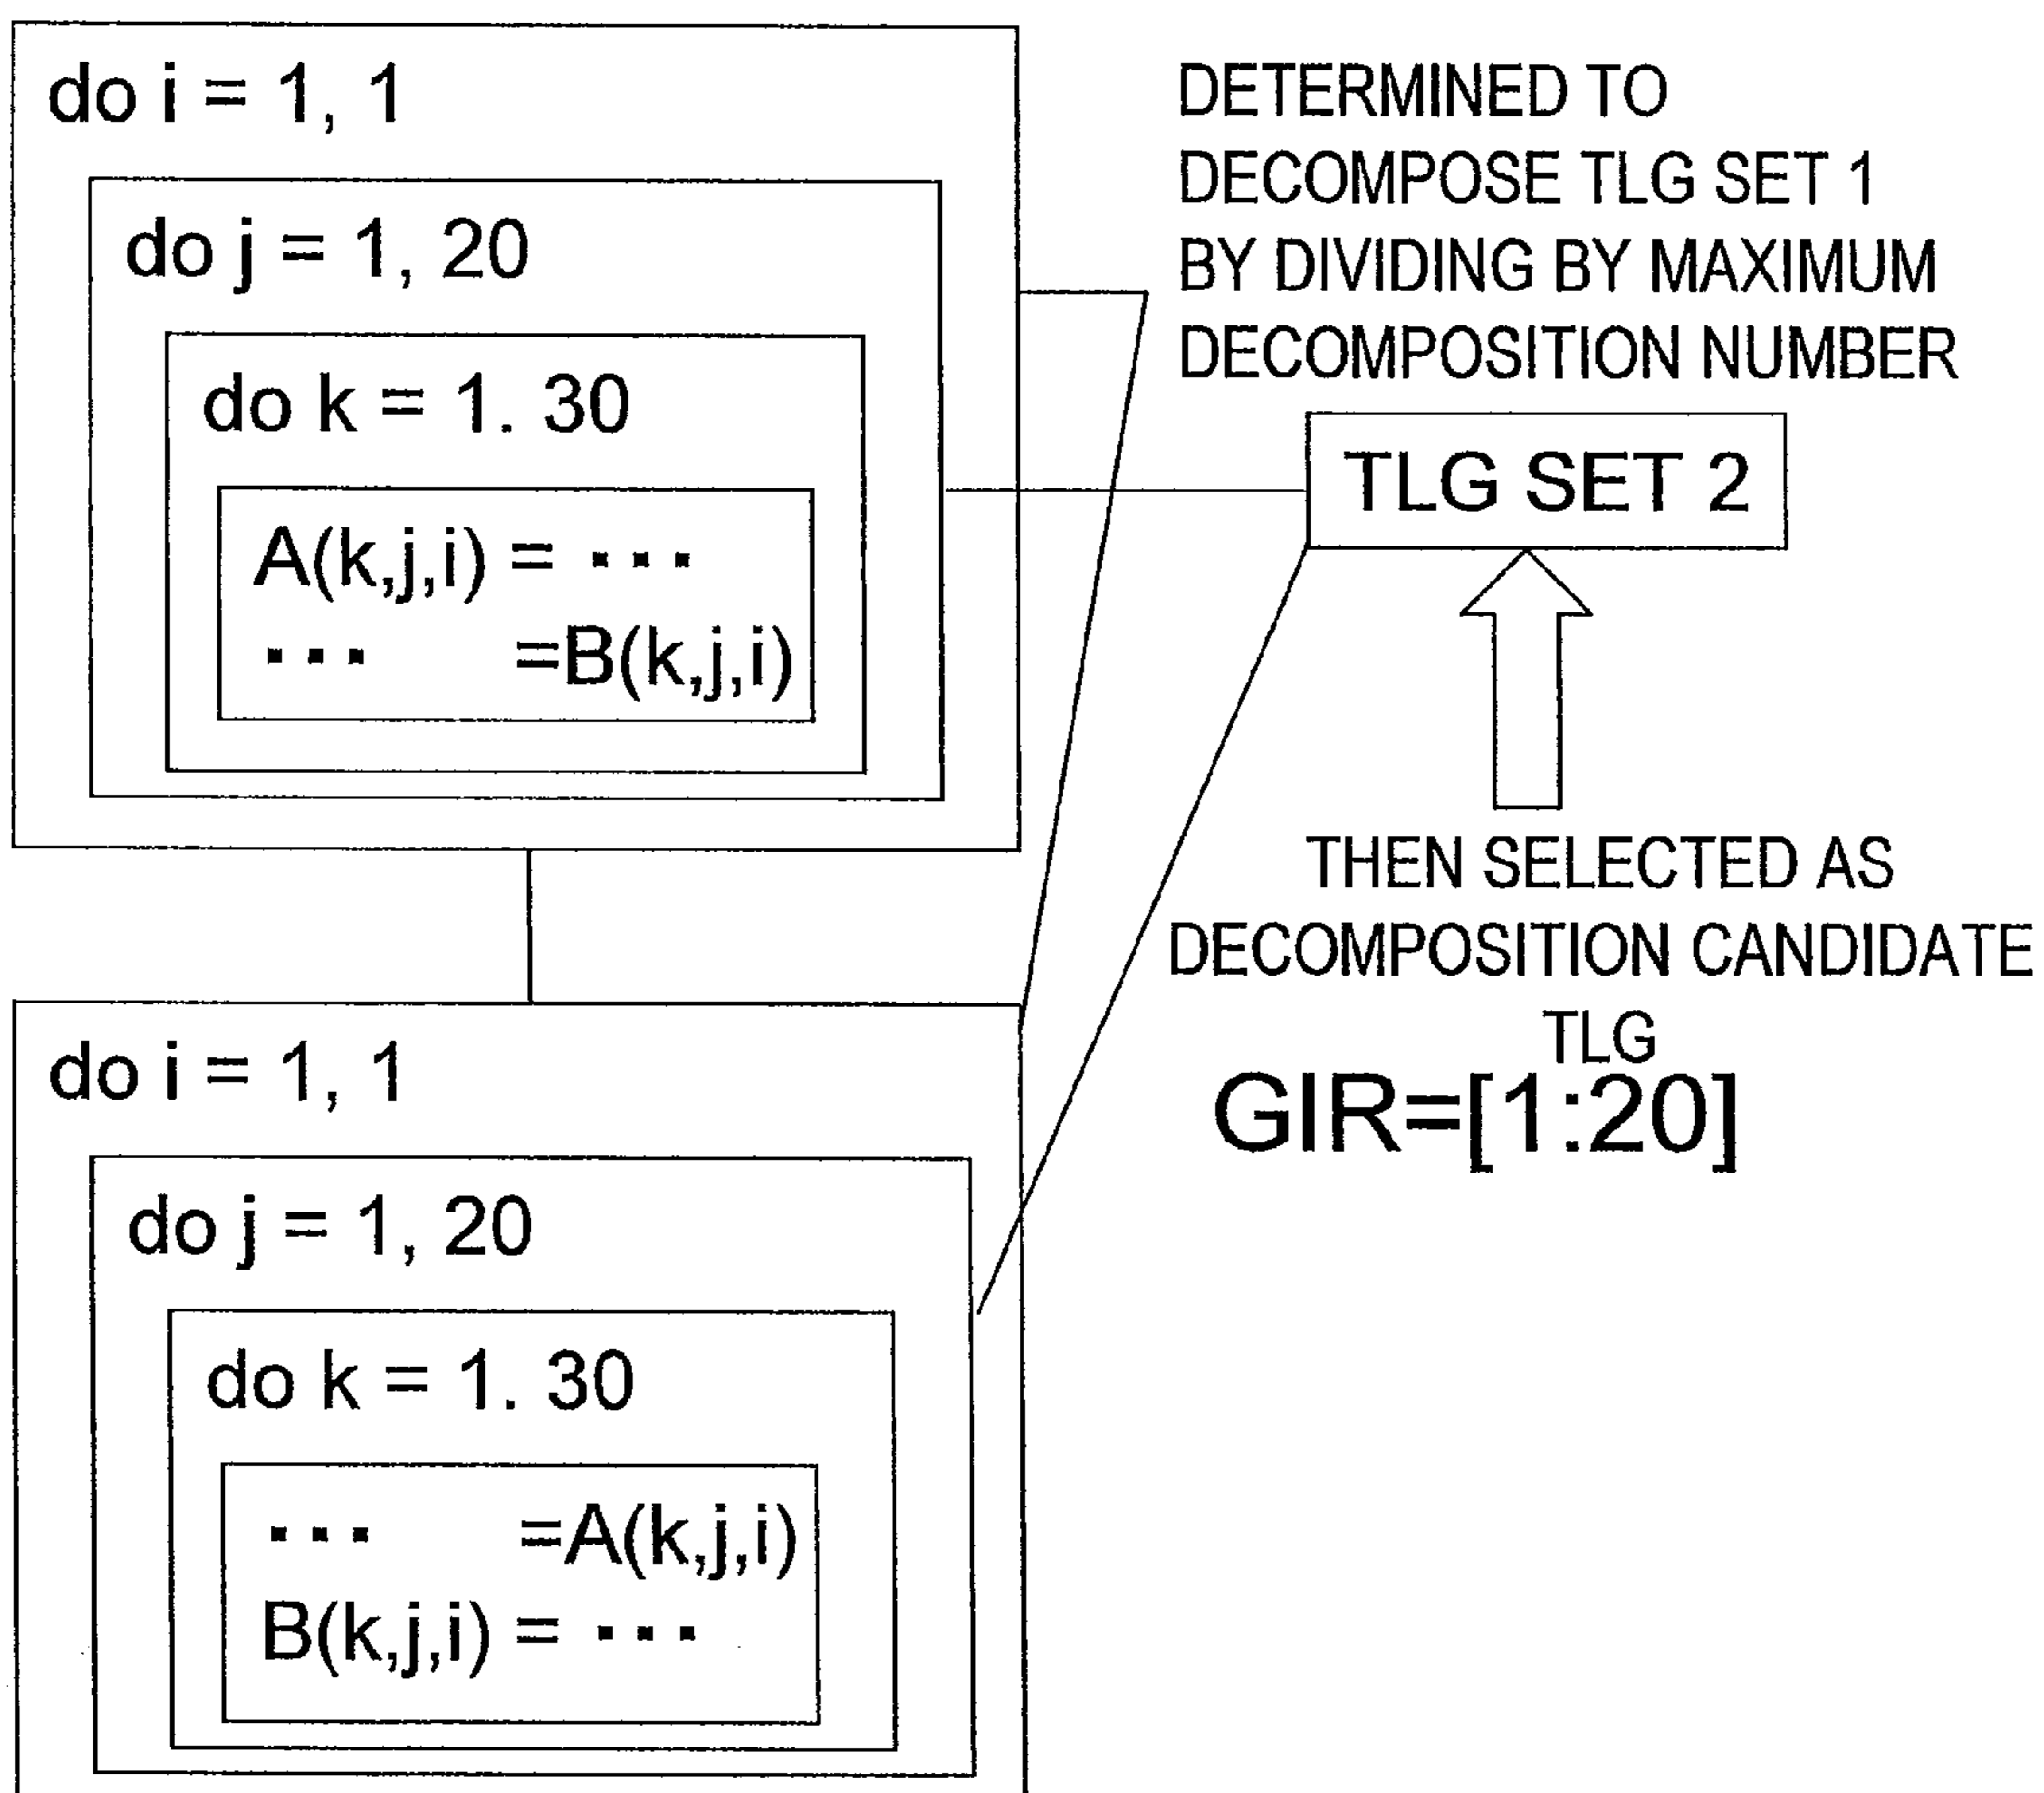 do i = 1, 1
do j = 1, 20
do k = 1. 30
A(k,j,i) = ...
... =B(k,j,i)
DETERMINED TO
DECOMPOSE TLG SET 1
BY DIVIDING BY MAXIMUM
DECOMPOSITION NUMBER
TLG SET 2
THEN SELECTED AS
DECOMPOSITION CANDIDATE
TLG
GIR=[1:20]
do i = 1, 1
do j = 1, 20
do k = 1. 30
... =A(k,j,i)
B(k,j,i) = ...